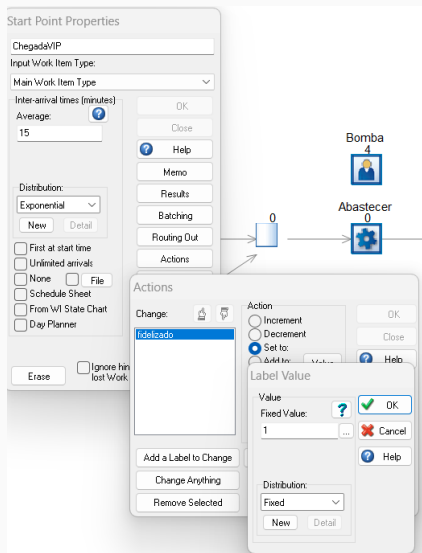 Start Point Properties
ChegadaVIP
Input Work Item Type:
Main Work Item Type
Inter-arrival times (minutes)
Average:
15
Distribution:
Exponential
New Detail
First at start time
Unlimited arrivals
None File
Schedule Sheet
From WI State Chart
Day Planner
Erase
Ignore
lost Work
OK
Close
Help
Memo
Results
Batching
Routing Out
Actions
0
Bomba
4
Abastecer
0
Actions
Change:
fidelizado
Add a Label to Change
Change Anything
Remove Selected
Action
Increment
Decrement
Set to:
Add to: Value
OK
Close
Help
Label Value
Value
Fixed Value:
?
1
...
Distribution:
Fixed
New Detail
OK
Cancel
Help